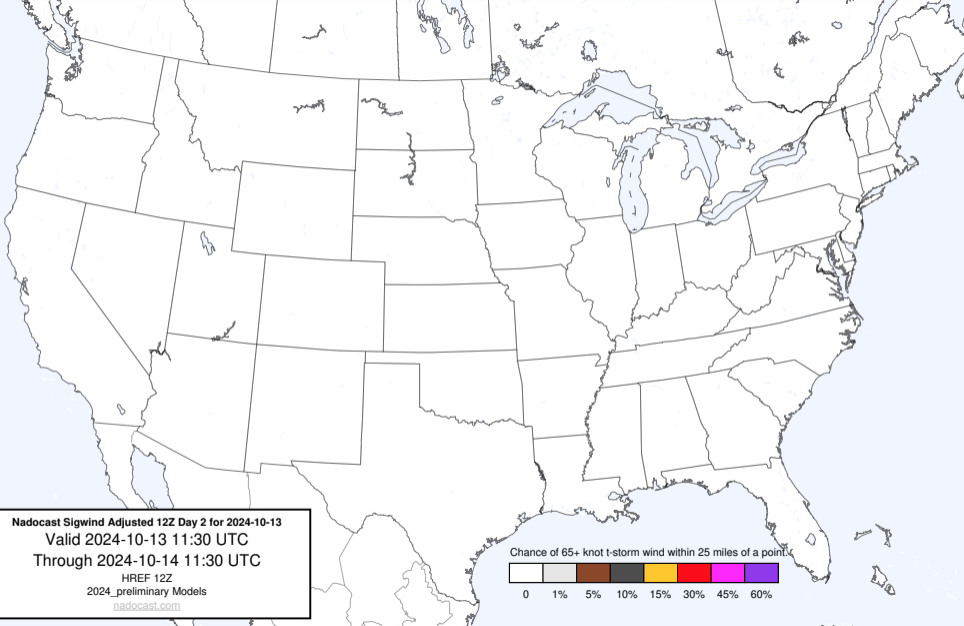 Nadocast Sigwind Adjusted 12Z Day 2 for 2024-10-13
Valid 2024-10-13 11:30 UTC
Through 2024-10-14 11:30 UTC
HREF 12Z
2024_preliminary Models
nadocast.com
Chance of 65+ knot t-storm wind within 25 miles of a point.
0 1% 5% 10% 15% 30% 45% 60%